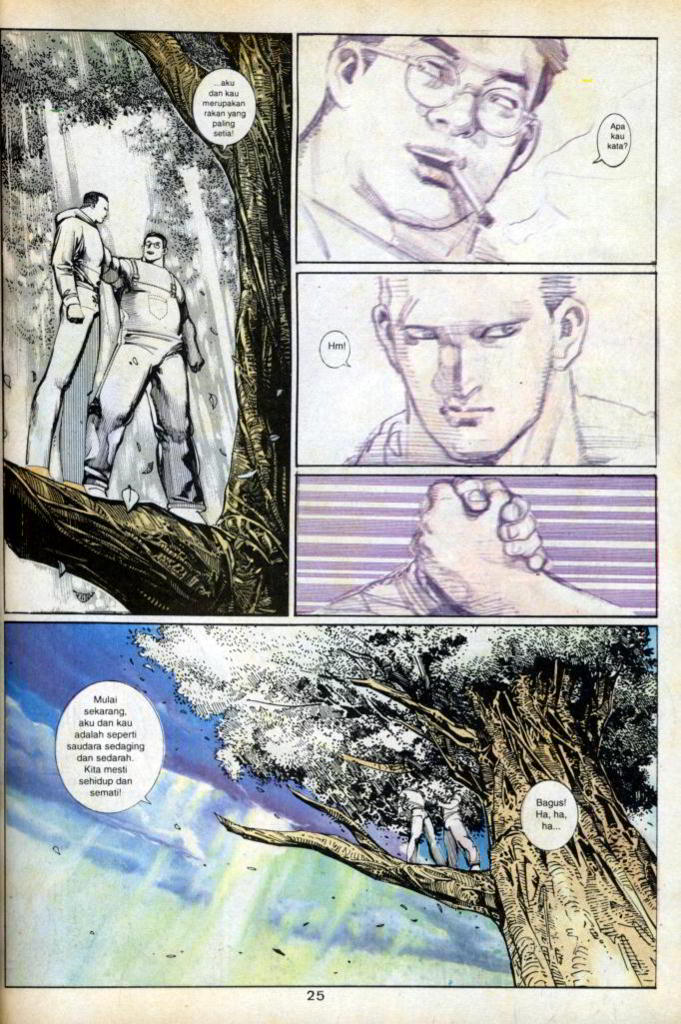 ...aku
dan kau
merupakan
rakan yang
paling
setia!
Apa
kau
kata?
Hm!
Mulai
sekarang,
aku dan kau
adalah seperti
saudara sedaging
dan sedarah.
Kita mesti
sehidup dan
semati!
Bagus!
Ha, ha,
ha...
25